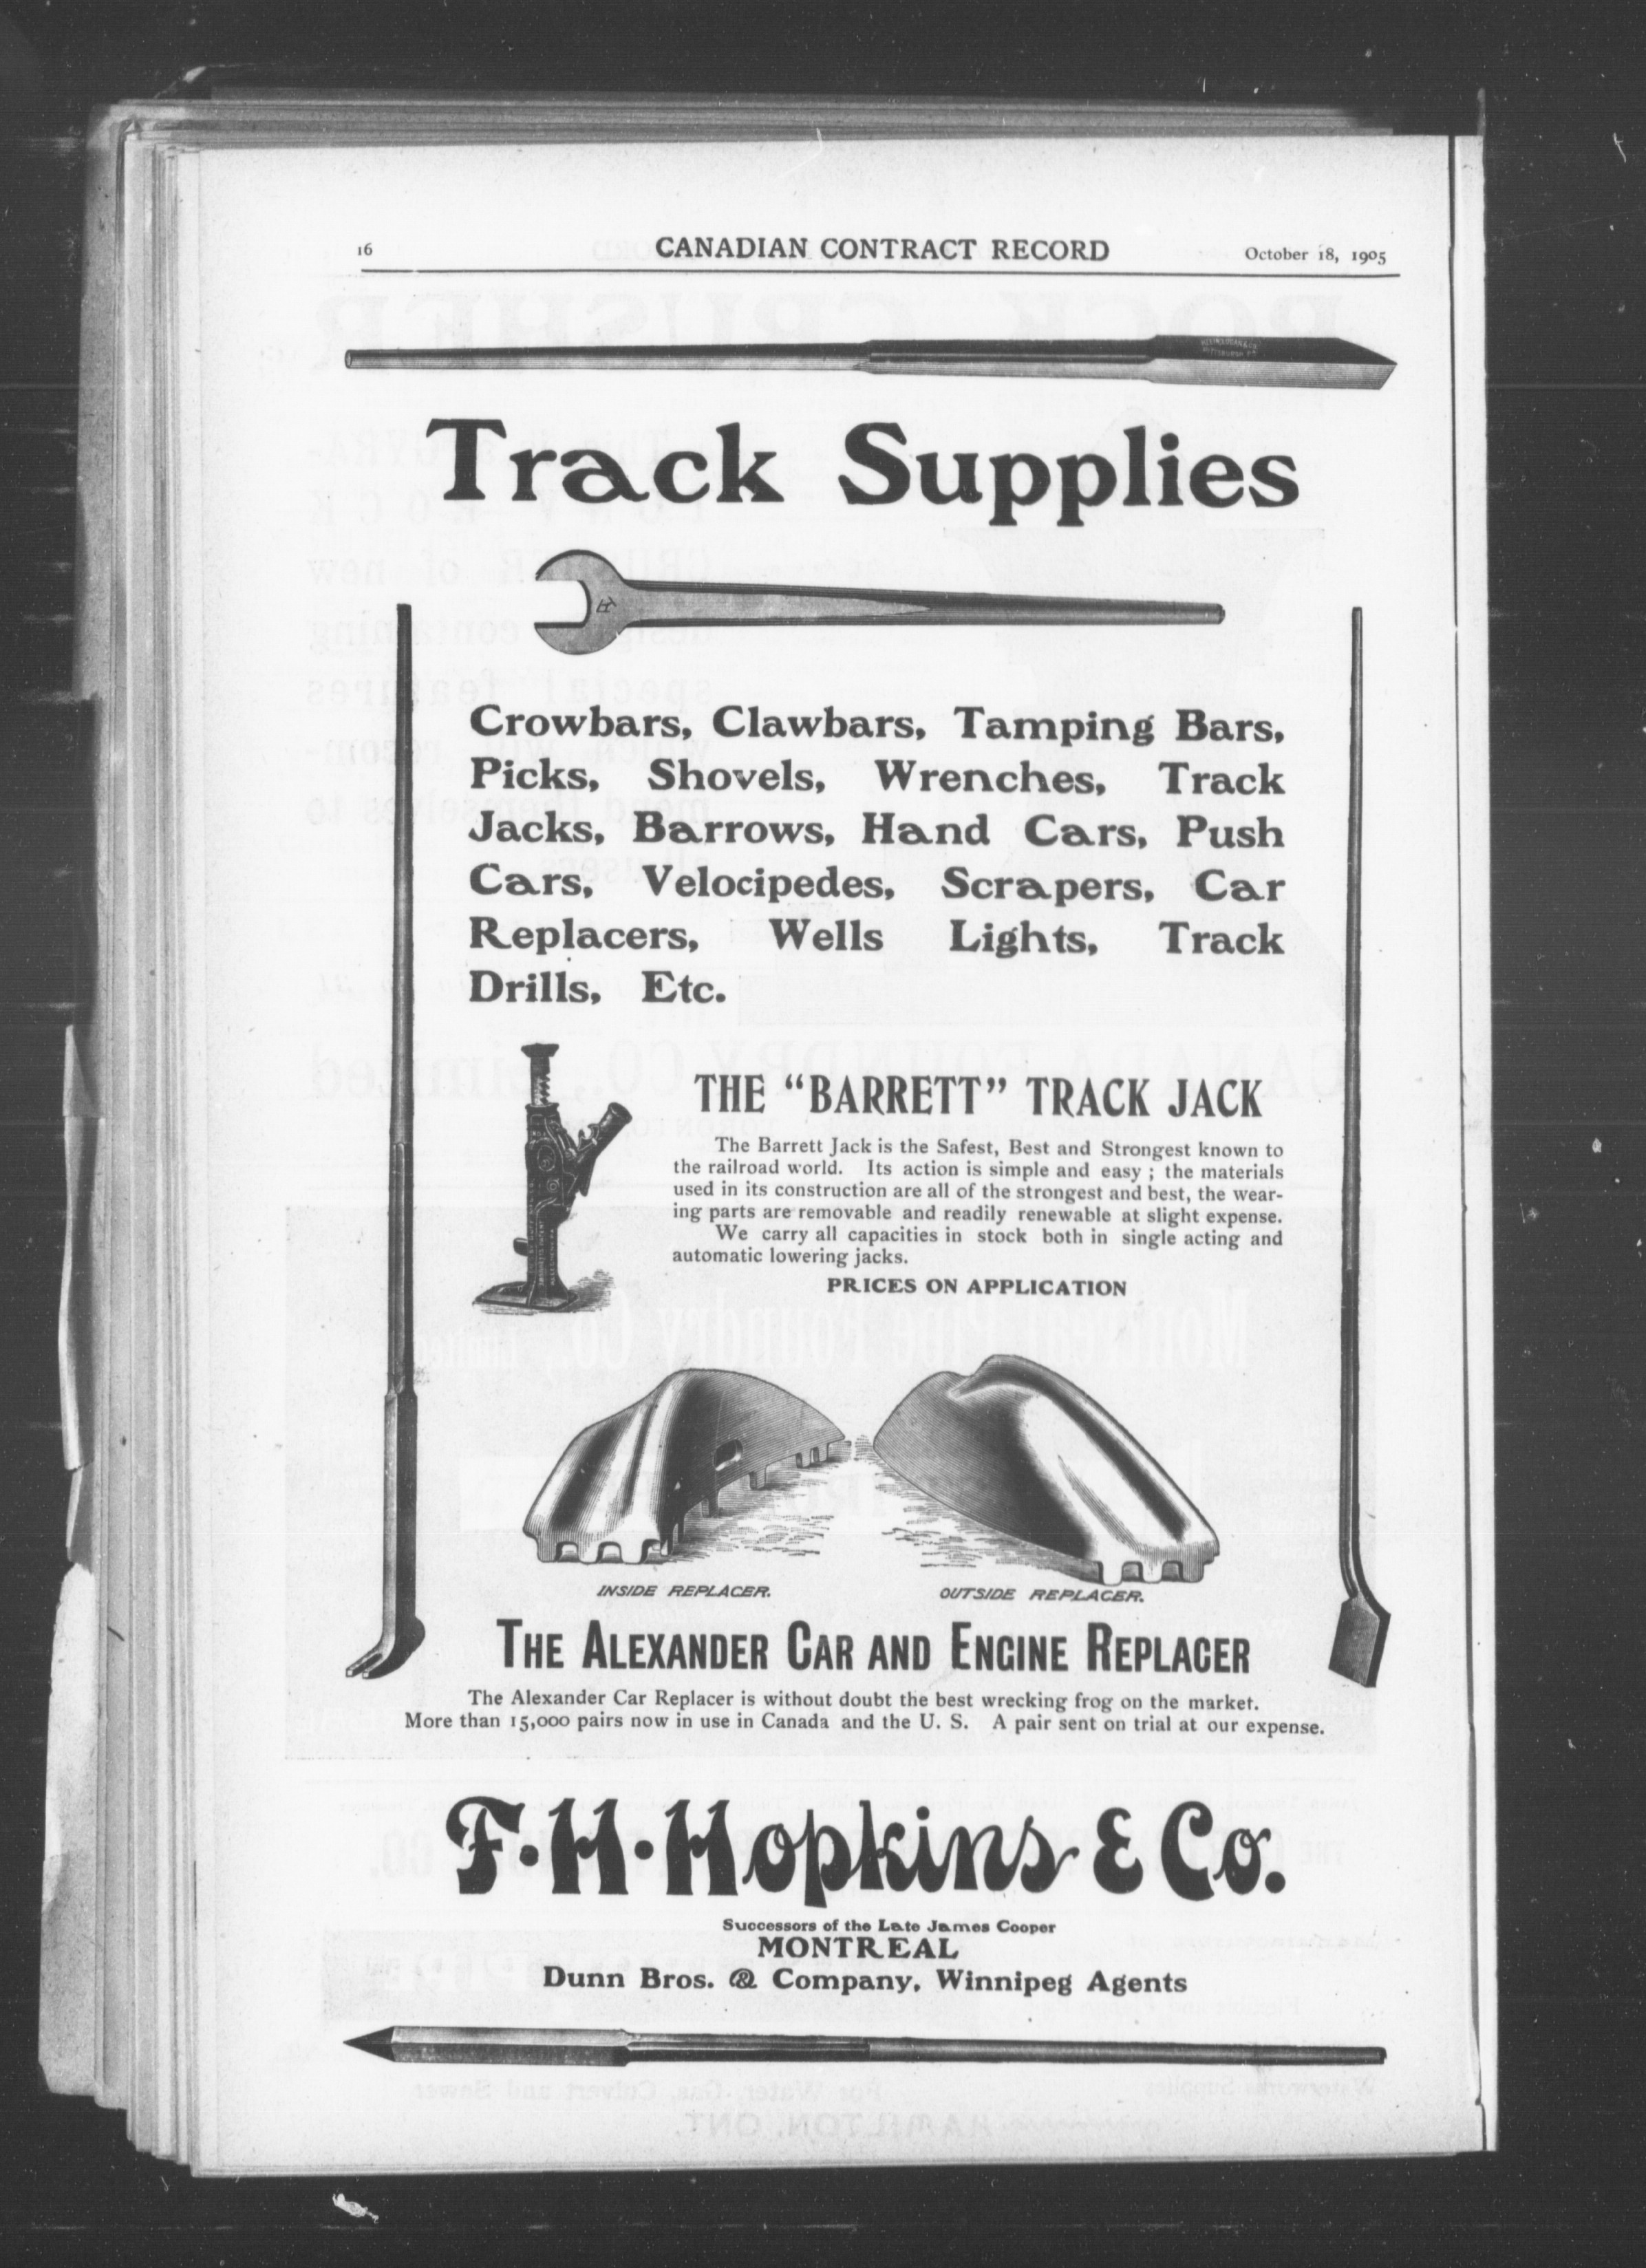 16
CANADIAN CONTRACT RECORD
October 18, 1905
Track Supplies
Crowbars, Clawbars, Tamping Bars,
Picks, Shovels, Wrenches, Track
Jacks, Barrows, Hand Cars, Push
Cars, Velocipedes, Scrapers, Car
Replacers, Wells Lights, Track
Drills, Etc.
THE "BARRETT" TRACK JACK
The Barrett Jack is the Safest, Best and Strongest known to
the railroad world. Its action is simple and easy ; the materials
used in its construction are all of the strongest and best, the wear-
ing parts are removable and readily renewable at slight expense.
We carry all capacities in stock both in single acting and
automatic lowering jacks.
PRICES ON APPLICATION
INSIDE REPLACER.
OUTSIDE REPLACER.
THE ALEXANDER CAR AND ENGINE REPLACER
The Alexander Car Replacer is without doubt the best wrecking frog on the market.
More than 15,000 pairs now in use in Canada and the U. S. A pair sent on trial at our expense.
F. H. Hopkins & Co.
Successors of the Late James Cooper
MONTREAL
Dunn Bros. & Company, Winnipeg Agents